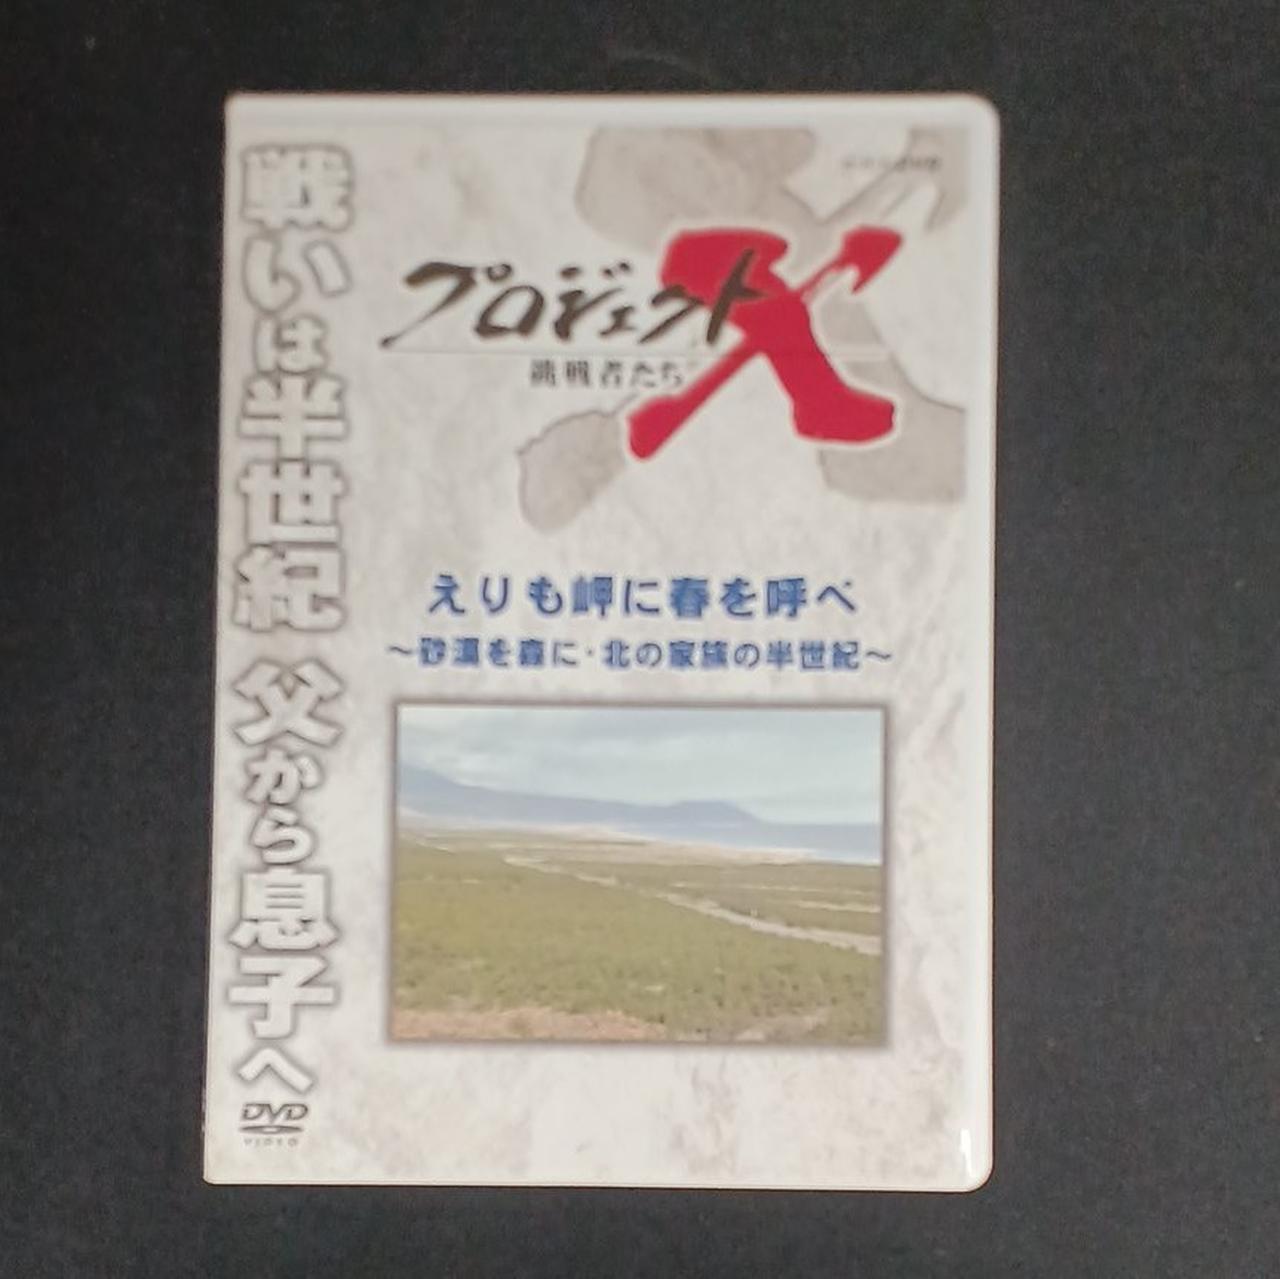 戦いは半世紀 父から息子へ
プロジェクトX
挑戦者たち
えりも岬に春を呼べ
～砂漠を森に・北の家族の半世紀～
DVD
VIDEO